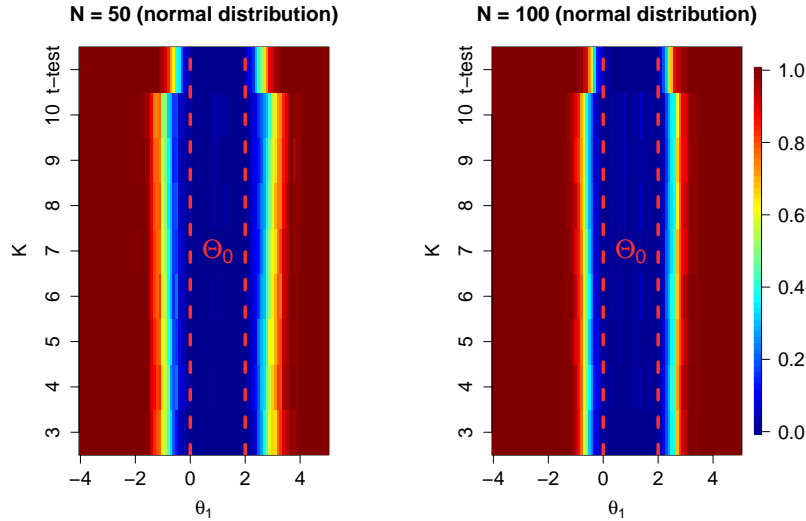 N = 50 (normal distribution)
K
t−test
10
9
8
7
6
5
4
3
Θ0
−4 −2 0 2 4
θ1
N = 100 (normal distribution)
K
t−test
10
9
8
7
6
5
4
3
Θ0
−4 −2 0 2 4
θ1
1.0
0.8
0.6
0.4
0.2
0.0